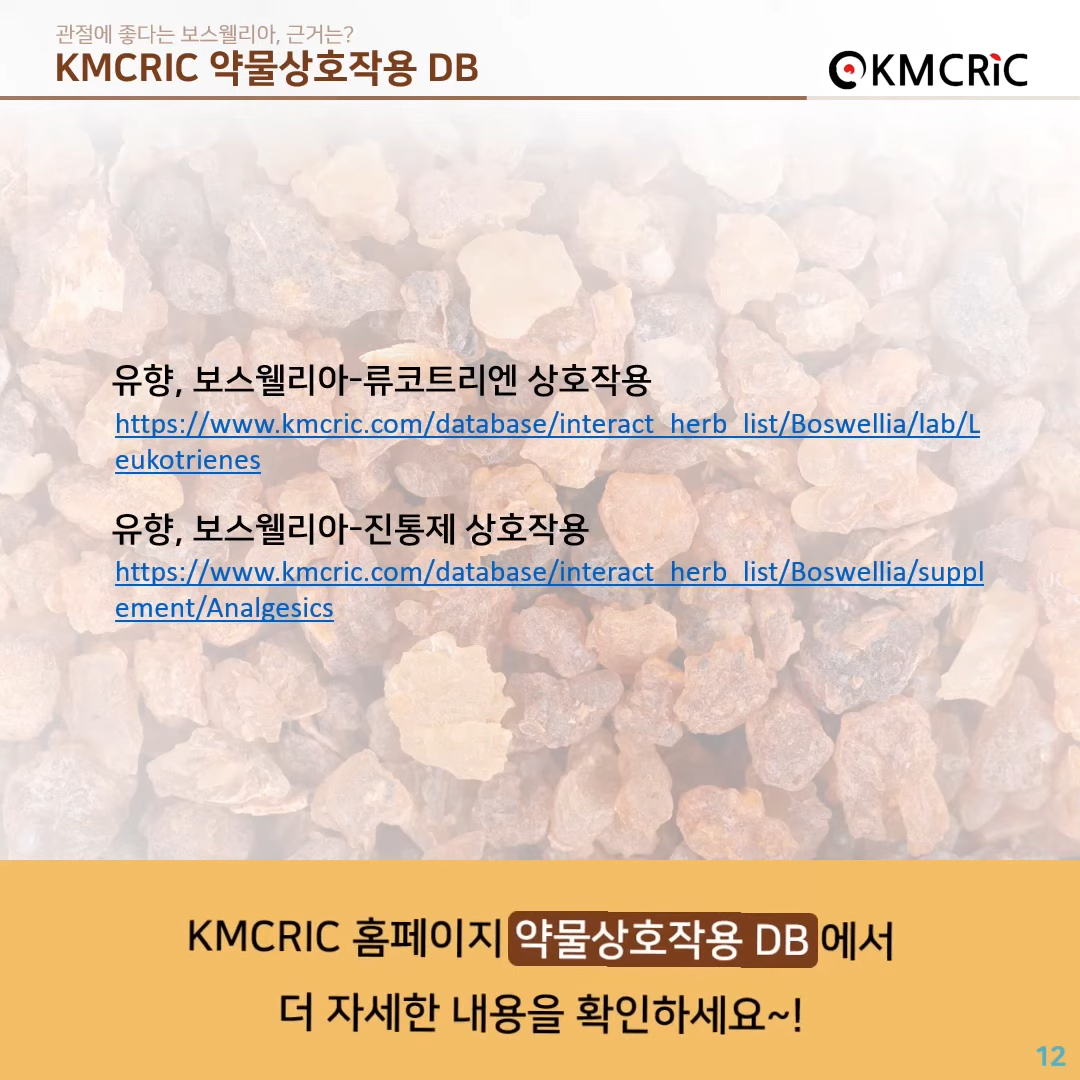 관절에 좋다는 보스웰리아, 근거는?
KMCRIC 약물상호작용 DB
KMCRiC
유향, 보스웰리아-류코트리엔 상호작용
https://www.kmcric.com/database/interact_herb_list/Boswellia/lab/L
eukotrienes
유향, 보스웰리아-진통제 상호작용
https://www.kmcric.com/database/interact_herb_list/Boswellia/suppl
ement/Analgesics
KMCRIC 홈페이지 약물상호작용 DB에서
더 자세한 내용을 확인하세요~!
12